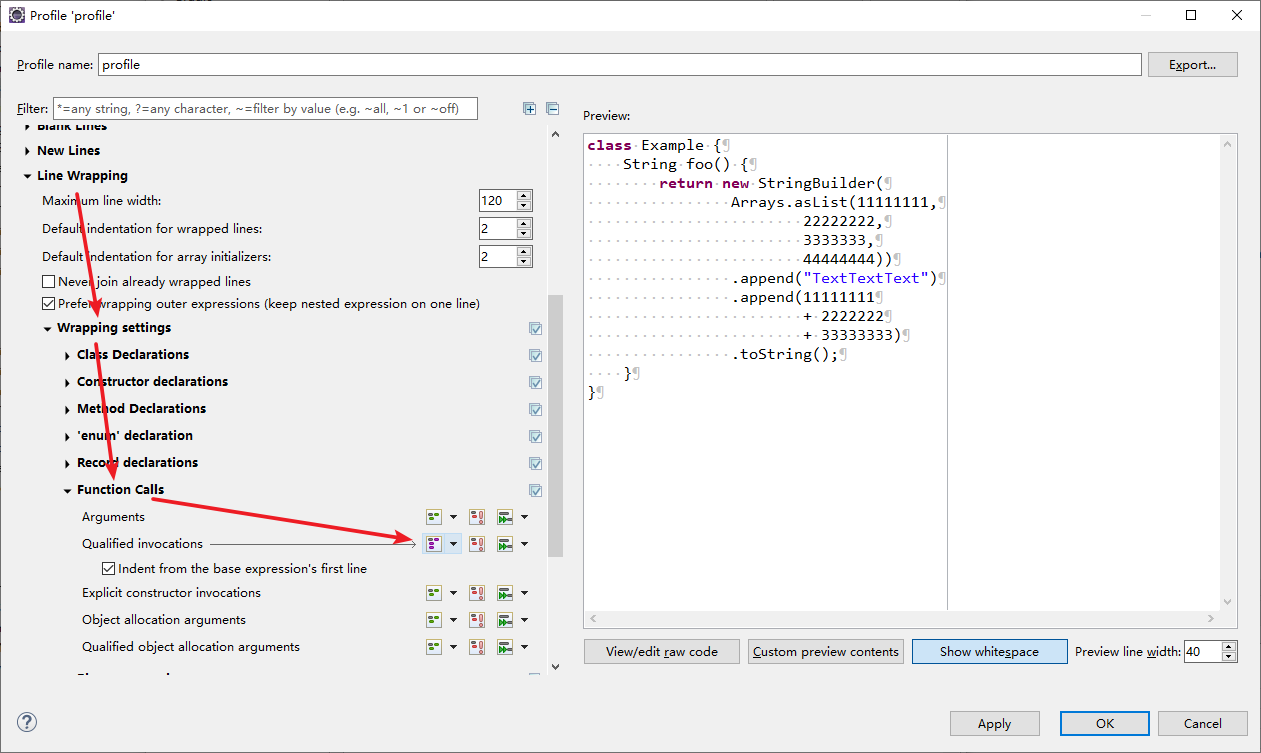 Profile 'profile'
Profile name: profile
Export...
Filter: *=any string, ?=any character, ~=filter by value (e.g. ~all, ~1 or ~off)
Blank Lines
New Lines
Line Wrapping
Maximum line width: 120
Default indentation for wrapped lines: 2
Default indentation for array initializers: 2
Never join already wrapped lines
Prefer wrapping outer expressions (keep nested expression on one line)
Wrapping settings
Class Declarations
Constructor declarations
Method Declarations
'enum' declaration
Record declarations
Function Calls
Arguments
Qualified invocations
Indent from the base expression's first line
Explicit constructor invocations
Object allocation arguments
Qualified object allocation arguments
Preview:
class·Example·{¶
····String·foo()·{¶
········return·new·StringBuilder(¶
················Arrays.asList(11111111,¶
························22222222,¶
························3333333,¶
························44444444))¶
················.append("TextTextText")¶
················.append(11111111¶
························+·2222222¶
························+·33333333)¶
················.toString();¶
····}¶
}¶
View/edit raw code
Custom preview contents
Show whitespace
Preview line width: 40
?
Apply
OK
Cancel